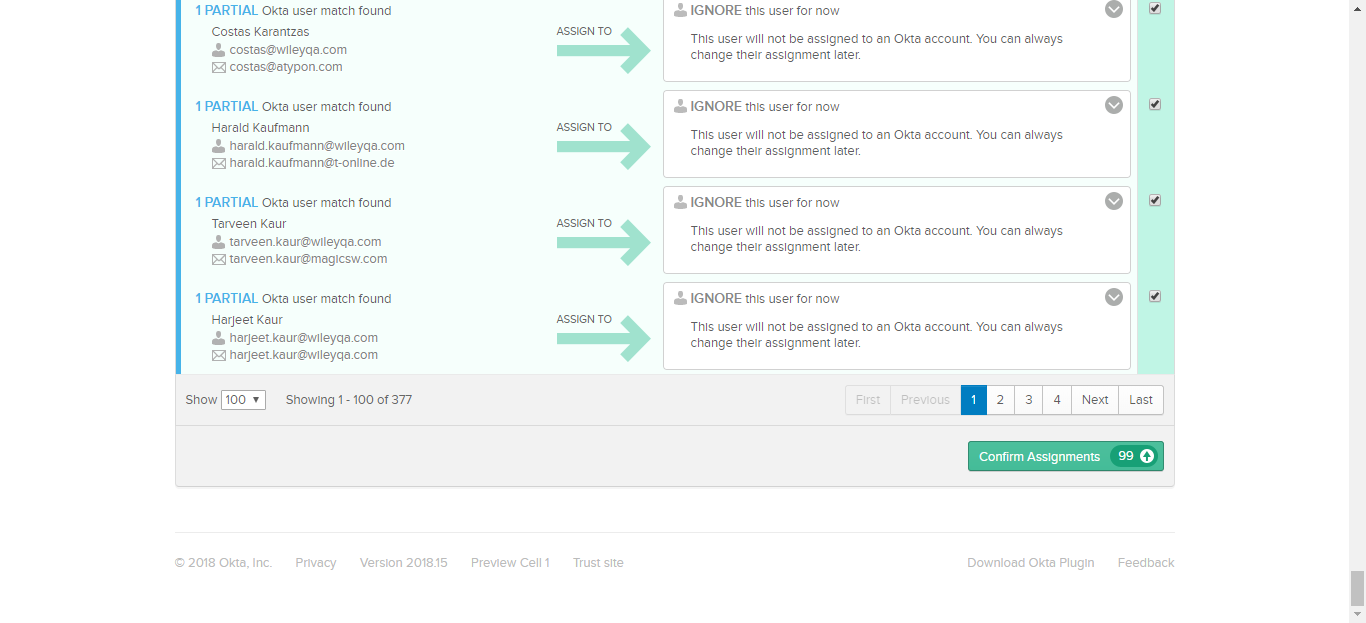 1 PARTIAL Okta user match found
Costas Karantzas
costas@wileyqa.com
costas@atypon.com
ASSIGN TO
IGNORE this user for now
This user will not be assigned to an Okta account. You can always
change their assignment later.
1 PARTIAL Okta user match found
Harald Kaufmann
harald.kaufmann@wileyqa.com
harald.kaufmann@t-online.de
ASSIGN TO
IGNORE this user for now
This user will not be assigned to an Okta account. You can always
change their assignment later.
1 PARTIAL Okta user match found
Tarveen Kaur
tarveen.kaur@wileyqa.com
tarveen.kaur@magicsw.com
ASSIGN TO
IGNORE this user for now
This user will not be assigned to an Okta account. You can always
change their assignment later.
1 PARTIAL Okta user match found
Harjeet Kaur
harjeet.kaur@wileyqa.com
harjeet.kaur@wileyqa.com
ASSIGN TO
IGNORE this user for now
This user will not be assigned to an Okta account. You can always
change their assignment later.
Show 100 Showing 1 - 100 of 377 First Previous 1 2 3 4 Next Last
Confirm Assignments 99
© 2018 Okta, Inc. Privacy Version 2018.15 Preview Cell 1 Trust site Download Okta Plugin Feedback